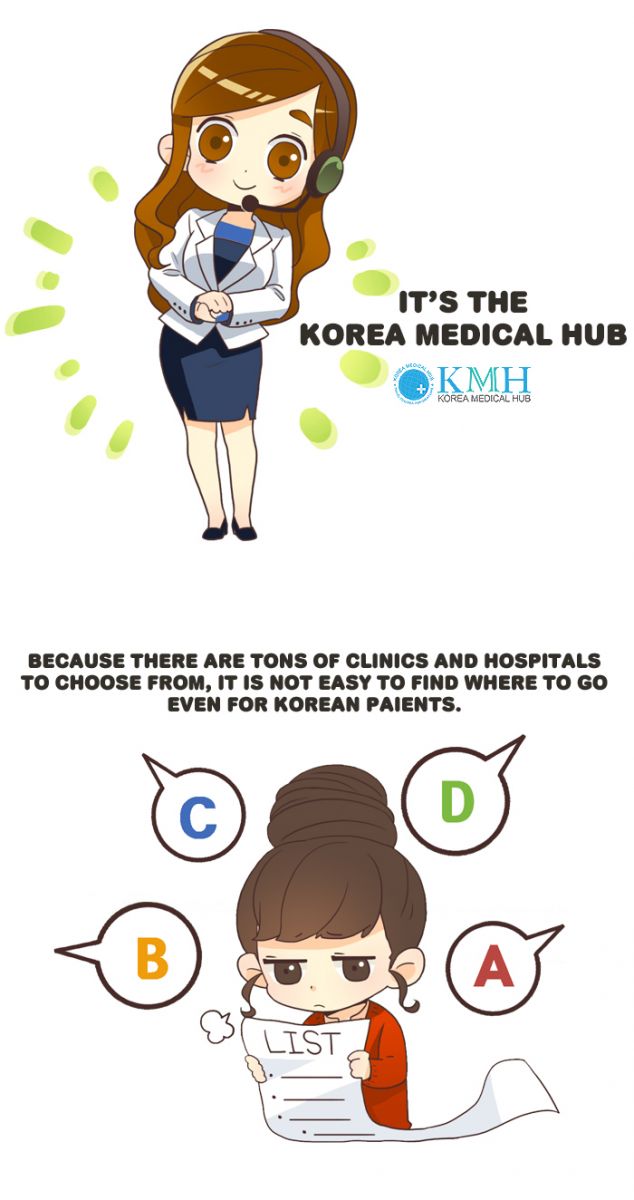 IT'S THE
KOREA MEDICAL HUB
KMH
KOREA MEDICAL HUB
BECAUSE THERE ARE TONS OF CLINICS AND HOSPITALS
TO CHOOSE FROM, IT IS NOT EASY TO FIND WHERE TO GO
EVEN FOR KOREAN PAIENTS.
C
D
B
A
LIST